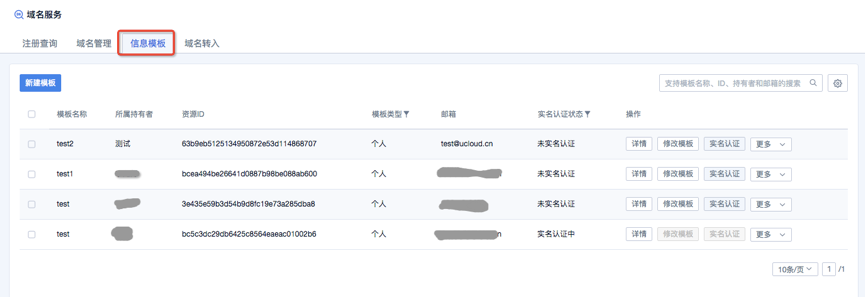 域名服务
注册查询 域名管理 信息模板 域名转入
新建模板 支持模板名称、ID、持有者和邮箱的搜索
模板名称 所属持有者 资源ID 模板类型 邮箱 实名认证状态 操作
test2 测试 63b9eb5125134950872e53d114868707 个人 test@ucloud.cn 未实名认证 详情 修改模板 实名认证 更多
test1 bcea494be26641d0887b98be088ab600 个人 未实名认证 详情 修改模板 实名认证 更多
test 3e435e59b3d54b9d8fc19e73a285dba8 个人 未实名认证 详情 修改模板 实名认证 更多
test bc5c3dc29db6425c8564eaeac01002b6 个人 n 实名认证中 详情 修改模板 实名认证 更多
10条/页 1 /1